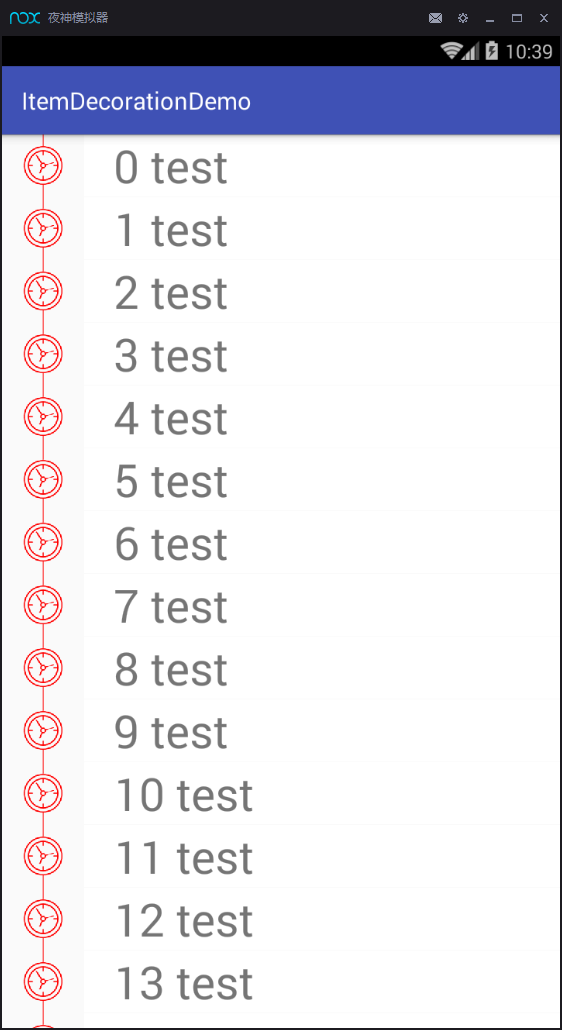 nox 夜神模拟器
10:39
ItemDecorationDemo
0 test
1 test
2 test
3 test
4 test
5 test
6 test
7 test
8 test
9 test
10 test
11 test
12 test
13 test